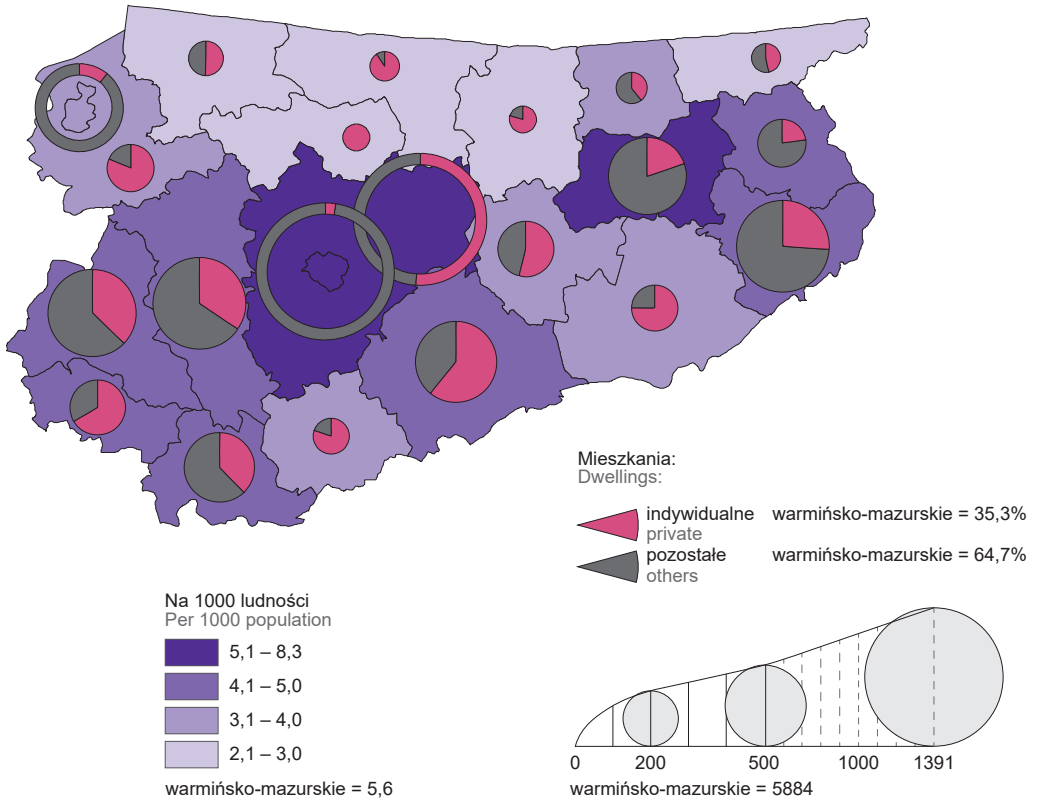 Mieszkania:
Dwellings:
indywidualne warmińsko-mazurskie = 35,3%
private
pozostałe warmińsko-mazurskie = 64,7%
others
Na 1000 ludności
Per 1000 population
5,1 – 8,3
4,1 – 5,0
3,1 – 4,0
2,1 – 3,0
warmińsko-mazurskie = 5,6
0 200 500 1000 1391
warmińsko-mazurskie = 5884